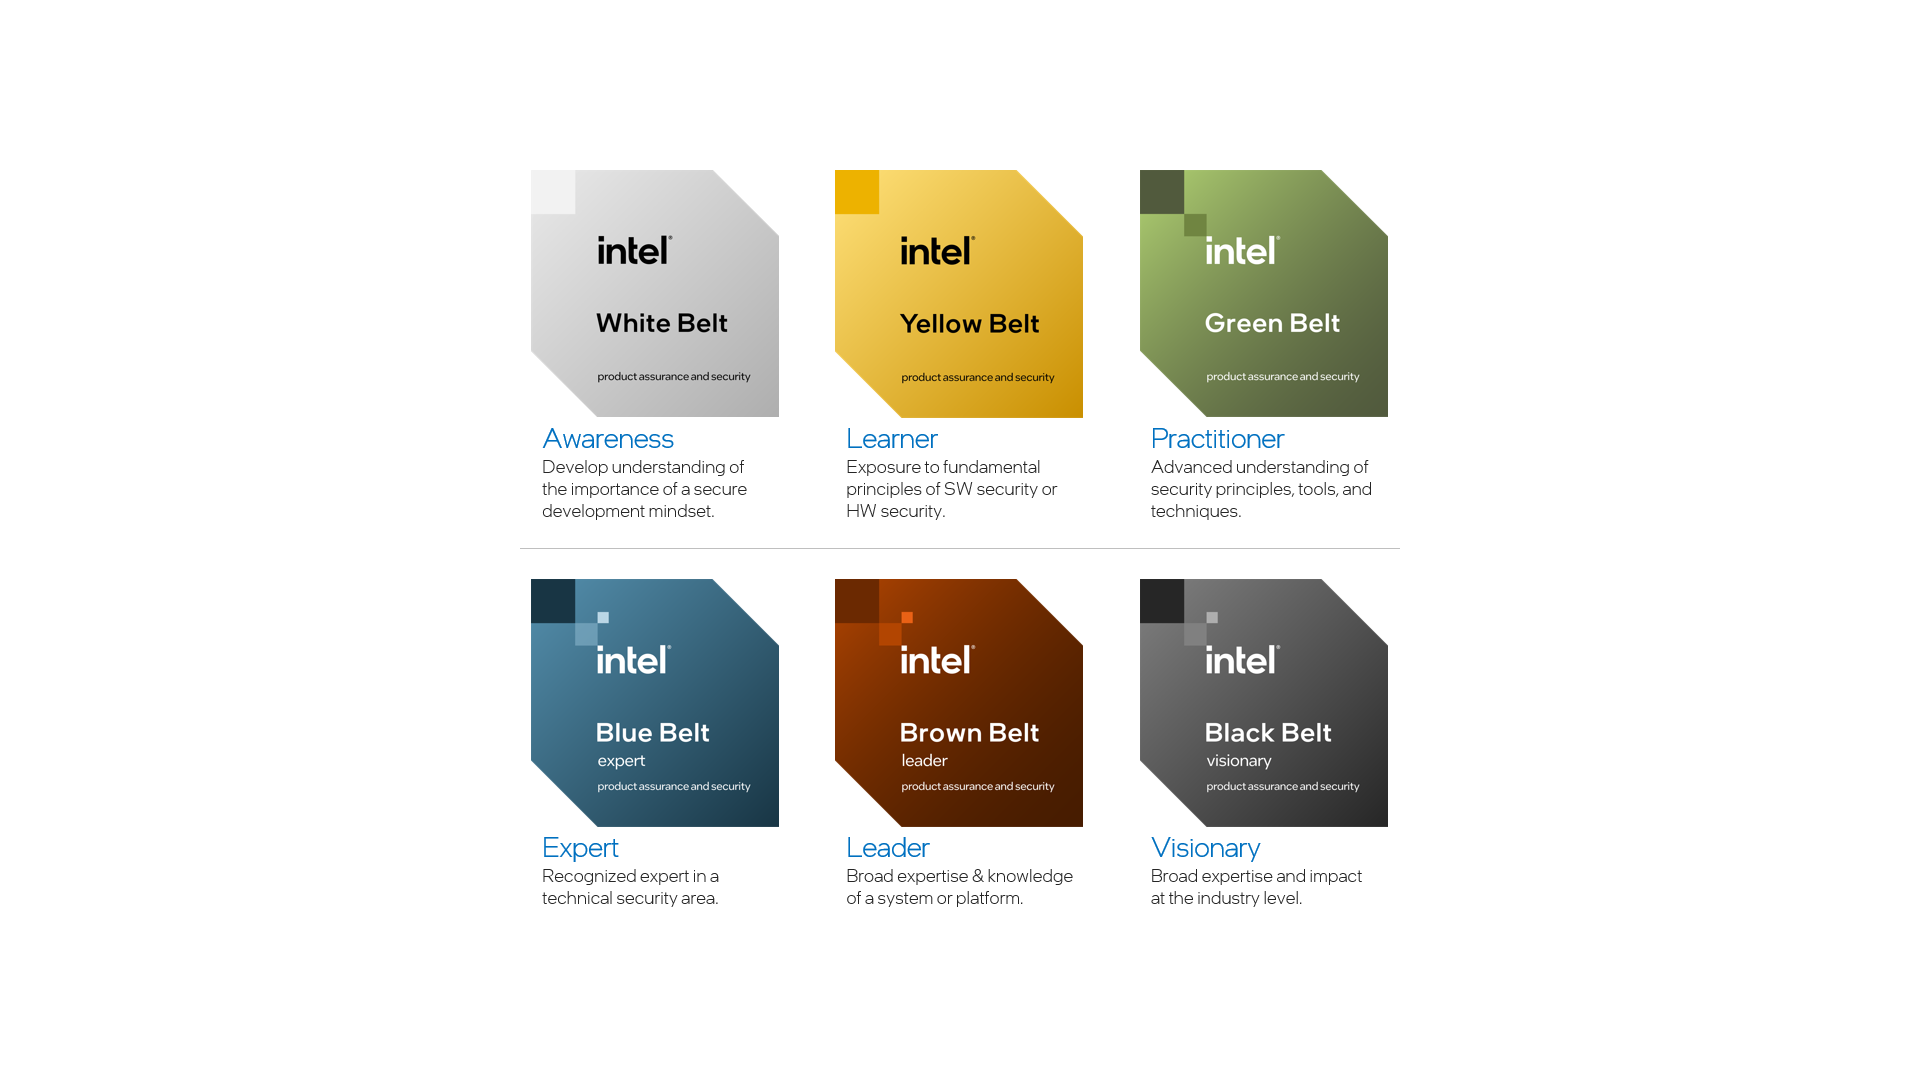 intel®
White Belt
product assurance and security
Awareness
Develop understanding of
the importance of a secure
development mindset.
intel®
Yellow Belt
product assurance and security
Learner
Exposure to fundamental
principles of SW security or
HW security.
intel®
Green Belt
product assurance and security
Practitioner
Advanced understanding of
security principles, tools, and
techniques.
intel®
Blue Belt
expert
product assurance and security
Expert
Recognized expert in a
technical security area.
intel®
Brown Belt
leader
product assurance and security
Leader
Broad expertise & knowledge
of a system or platform.
intel®
Black Belt
visionary
product assurance and security
Visionary
Broad expertise and impact
at the industry level.